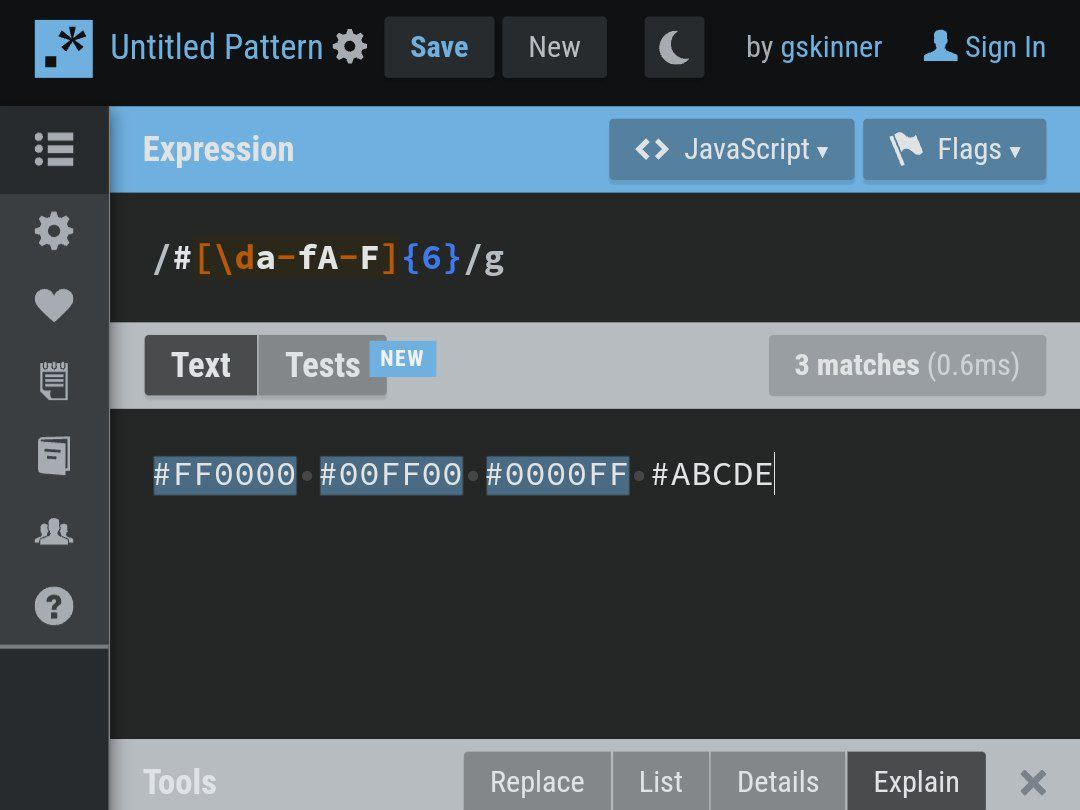 .* Untitled Pattern Save New by gskinner Sign In
Expression <> JavaScript ▾ Flags ▾
/#[\da-fA-F]{6}/g
Text Tests NEW 3 matches (0.6ms)
#FF0000 #00FF00 #0000FF #ABCDE
Tools Replace List Details Explain